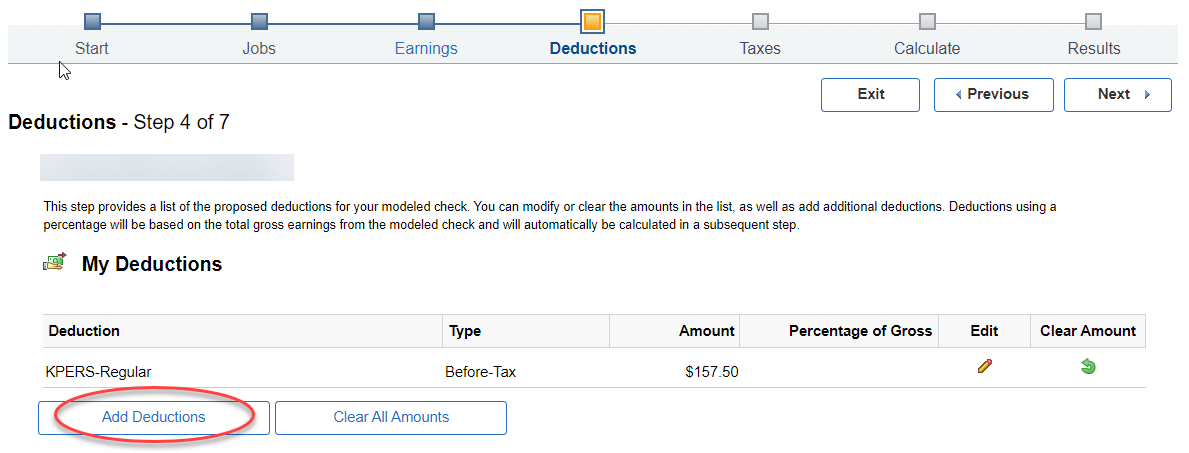 Start Jobs Earnings Deductions Taxes Calculate Results
Exit Previous Next
Deductions - Step 4 of 7
This step provides a list of the proposed deductions for your modeled check. You can modify or clear the amounts in the list, as well as add additional deductions. Deductions using a
percentage will be based on the total gross earnings from the modeled check and will automatically be calculated in a subsequent step.
My Deductions
Deduction Type Amount Percentage of Gross Edit Clear Amount
KPERS-Regular Before-Tax $157.50
Add Deductions Clear All Amounts